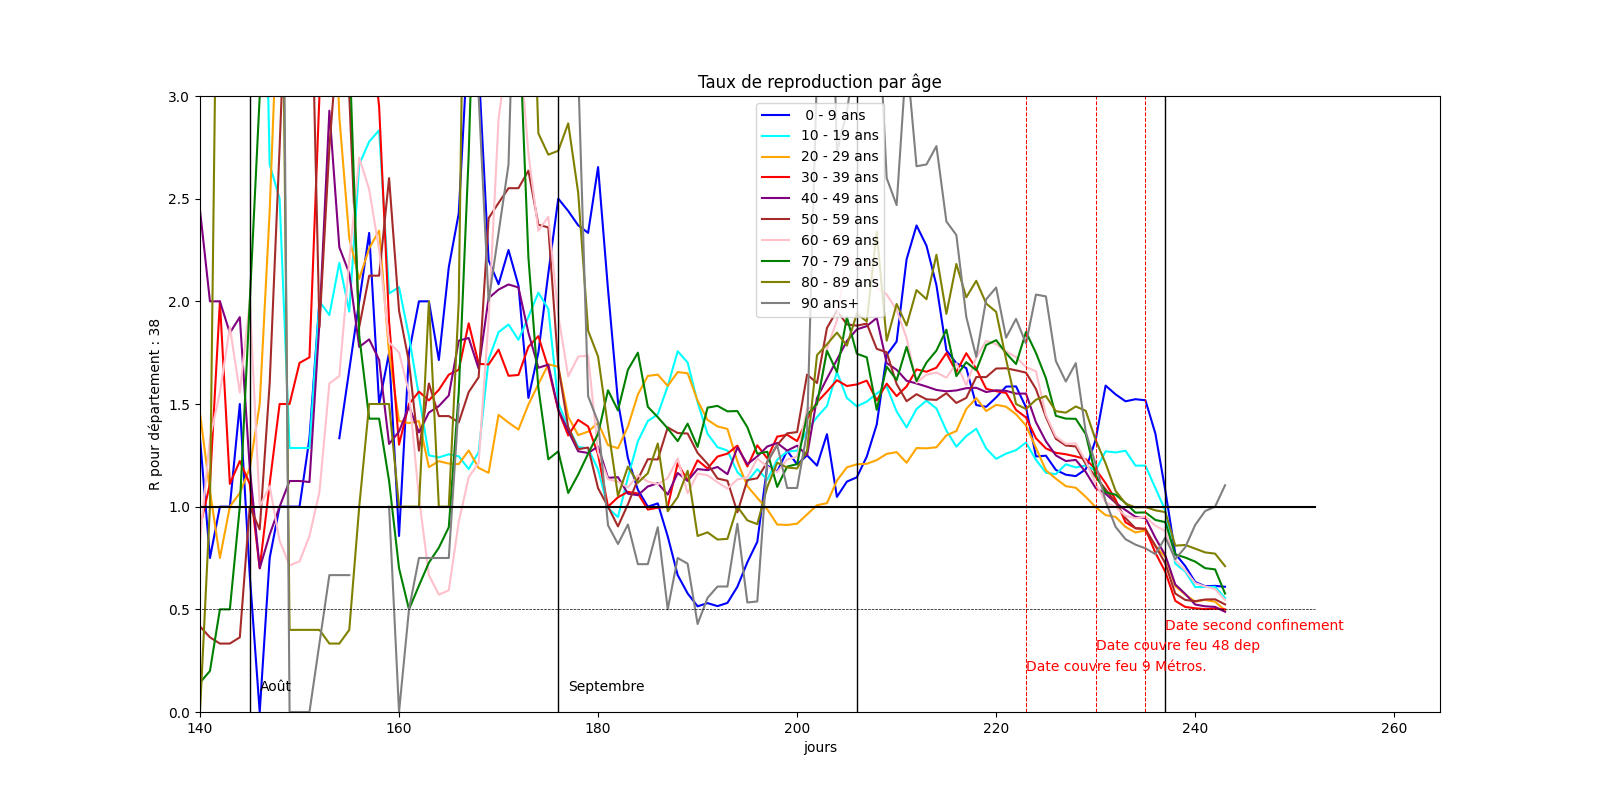 Taux de reproduction par âge
R pour département : 38
3.0
2.5
2.0
1.5
1.0
0.5
0.0
0 - 9 ans
10 - 19 ans
20 - 29 ans
30 - 39 ans
40 - 49 ans
50 - 59 ans
60 - 69 ans
70 - 79 ans
80 - 89 ans
90 ans+
Date second confinement
Date couvre feu 48 dep
Date couvre feu 9 Métros.
Août
Septembre
140 160 180 200 220 240 260
jours